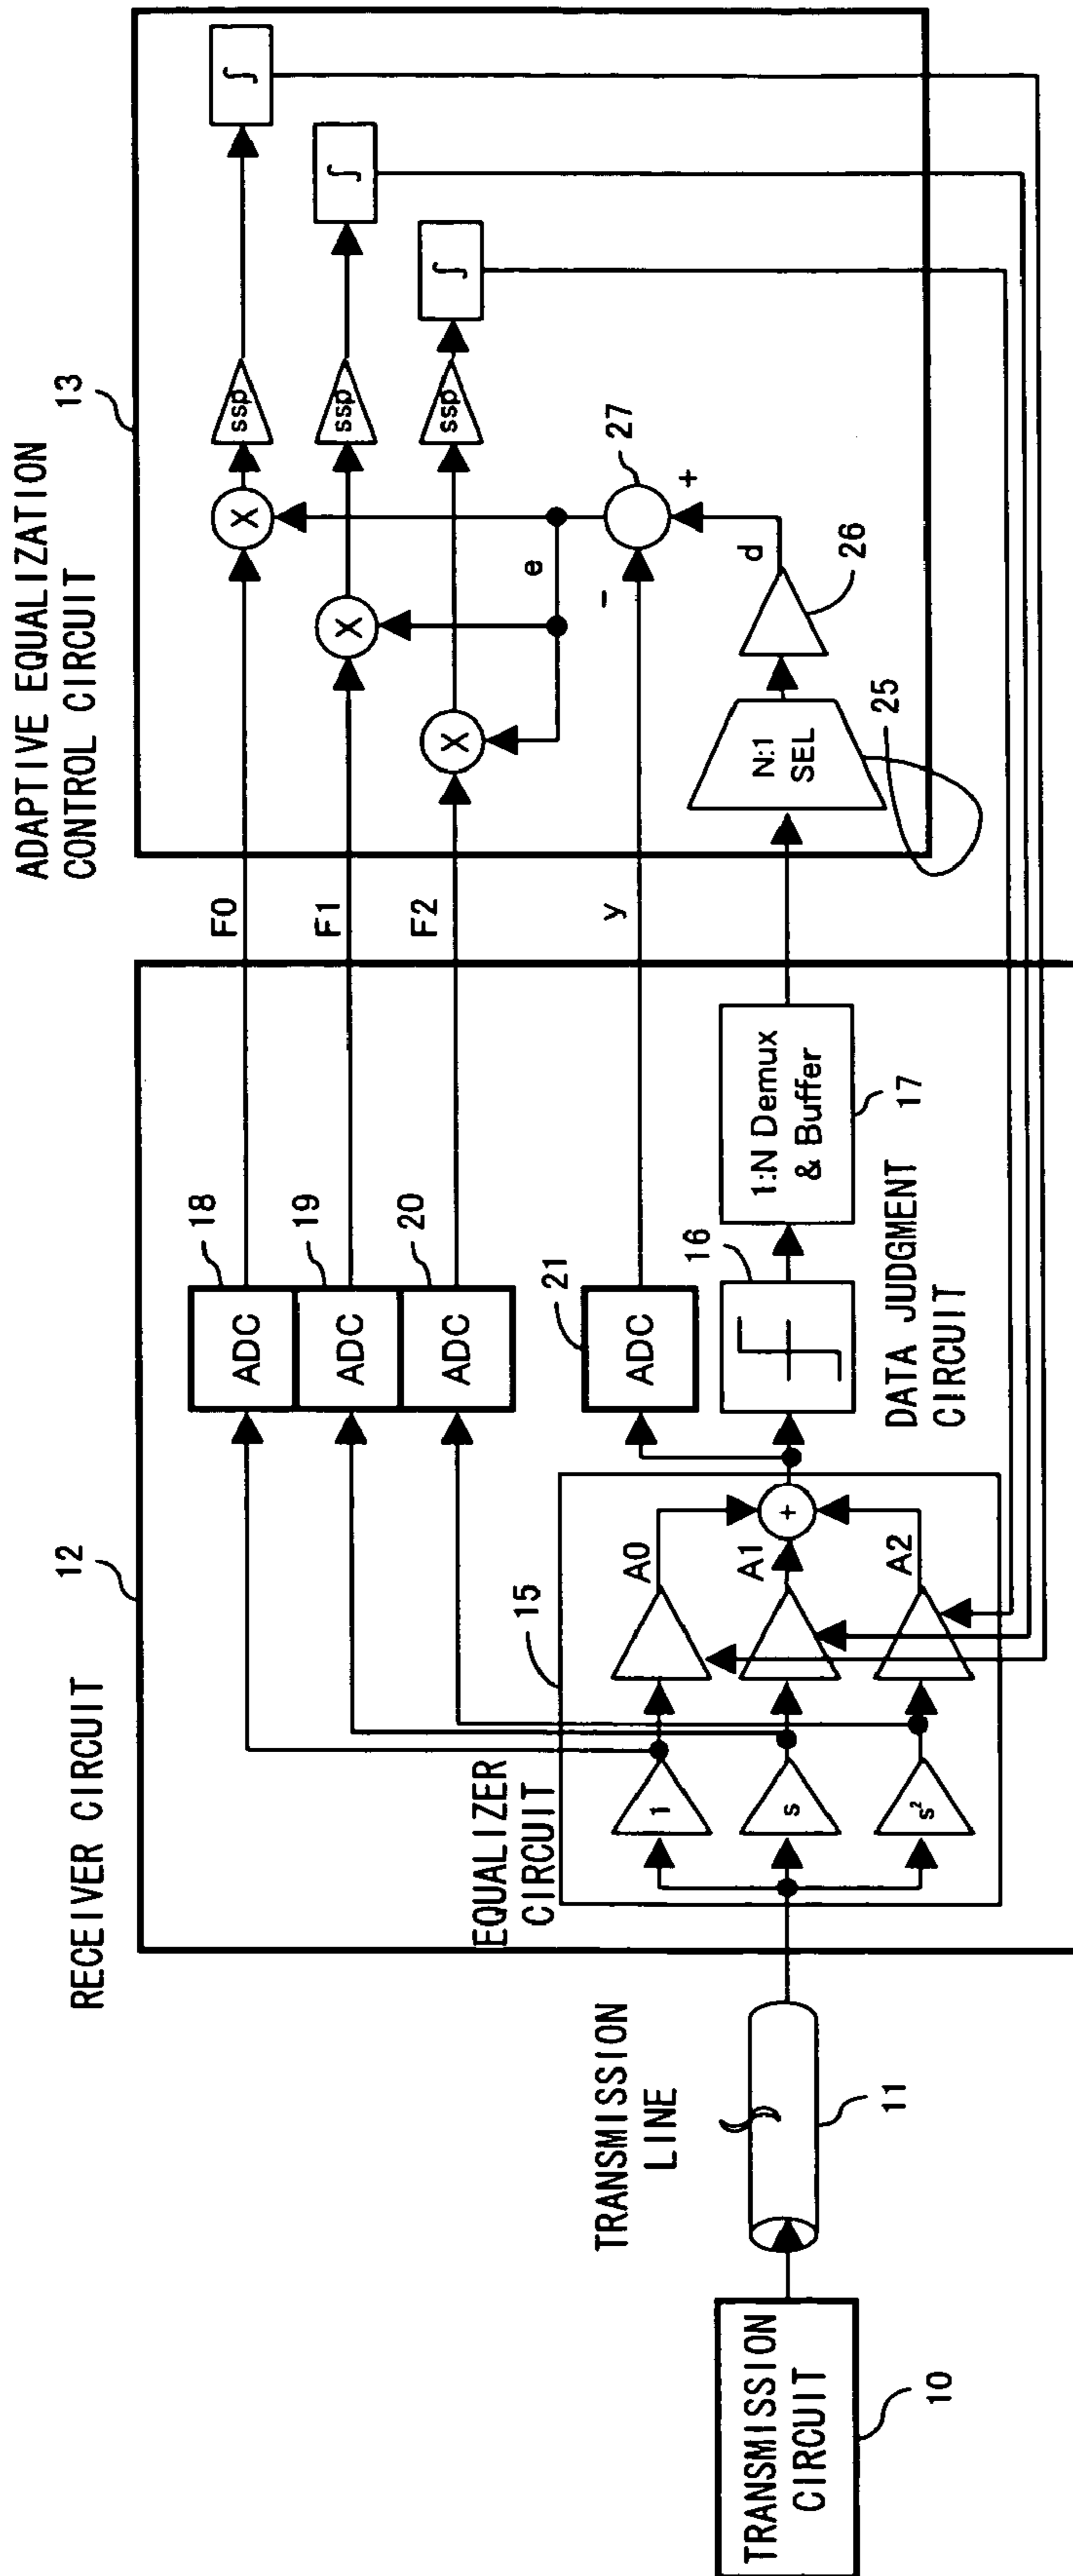 ADAPTIVE EQUALIZATION
CONTROL CIRCUIT
13
RECEIVER CIRCUIT
12
∫
∫
∫
ssp
ssp
ssp
X
X
X
F0
F1
F2
y
e
d
27
+
-
26
N:1
SEL
25
ADC
18
ADC
19
ADC
20
ADC
21
16
1:N Demux
& Buffer
17
DATA JUDGMENT
CIRCUIT
EQUALIZER
CIRCUIT
15
A0
A1
A2
+
1
s
s²
TRANSMISSION
LINE
11
TRANSMISSION
CIRCUIT
10